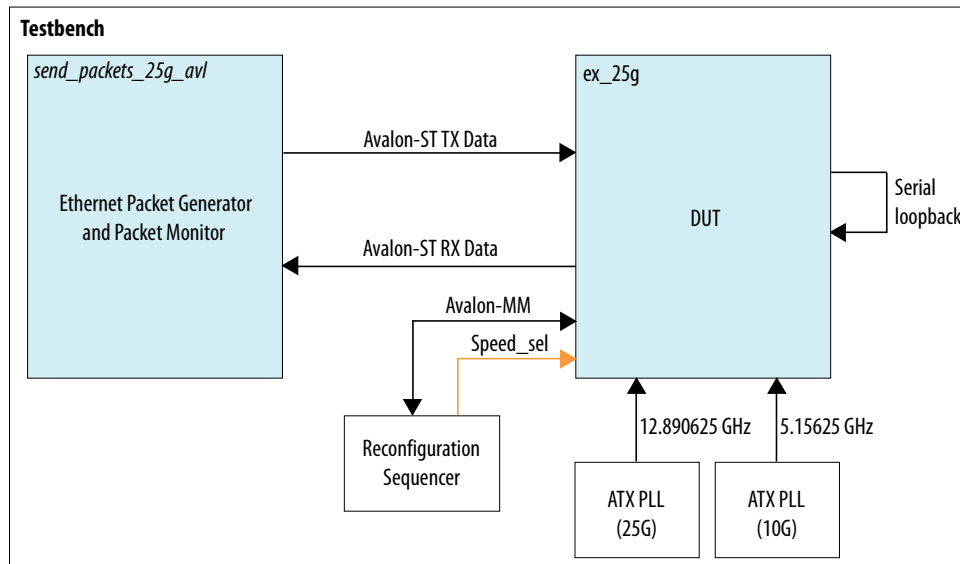 Testbench
send_packets_25g_avl
Ethernet Packet Generator
and Packet Monitor
Avalon-ST TX Data
Avalon-ST RX Data
Avalon-MM
Speed_sel
ex_25g
DUT
Serial
loopback
Reconfiguration
Sequencer
12.890625 GHz
5.15625 GHz
ATX PLL
(25G)
ATX PLL
(10G)